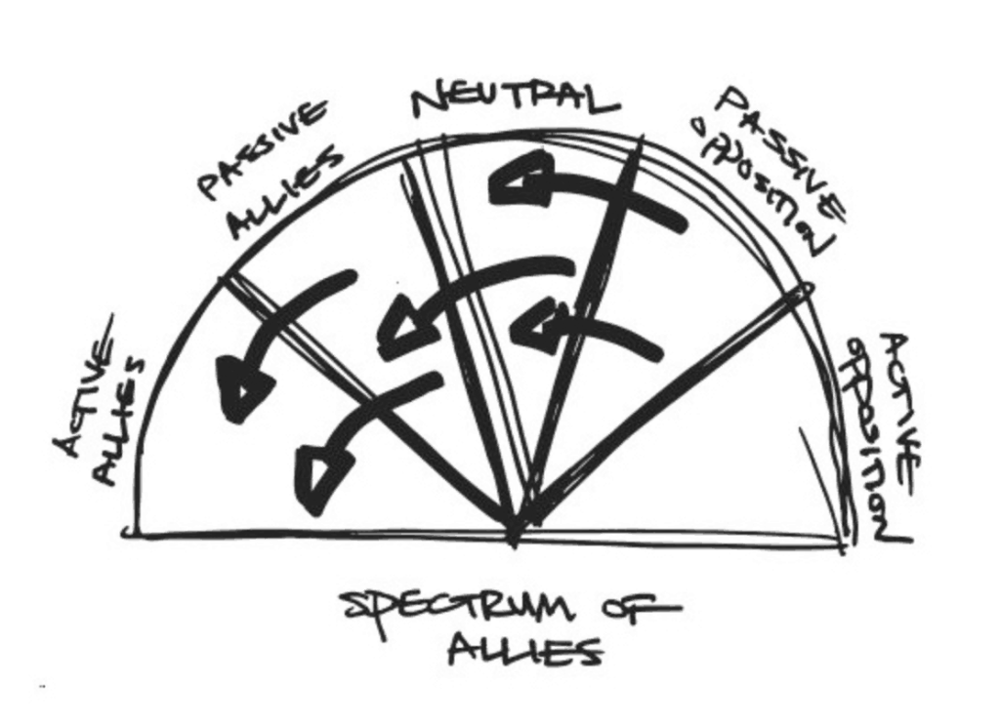 NEUTRAL
PASSIVE
ALLIES
PASSIVE
OPPOSITION
ACTIVE
ALLIES
ACTIVE
OPPOSITION
SPECTRUM OF
ALLIES